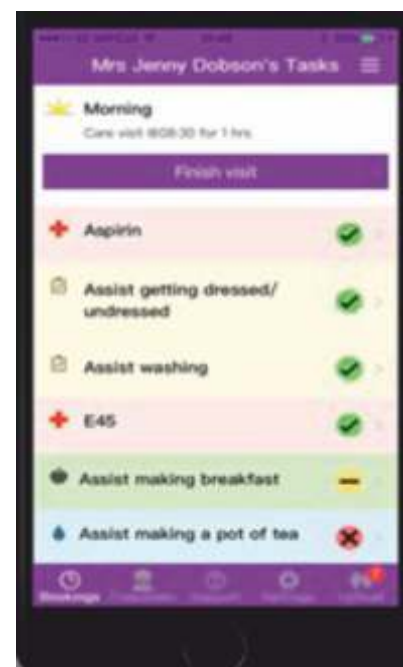 Mrs Jenny Dobson's Tasks
Morning
Care visit @08:30 for 1 hrs
Finish visit
Aspirin
Assist getting dressed/
undressed
Assist washing
E45
Assist making breakfast
Assist making a pot of tea
Bookings